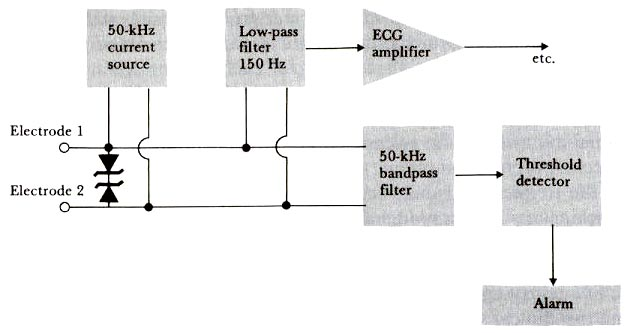 50-kHz
current
source
Low-pass
filter
150 Hz
ECG
amplifier
etc.
Electrode 1
Electrode 2
50-kHz
bandpass
filter
Threshold
detector
Alarm